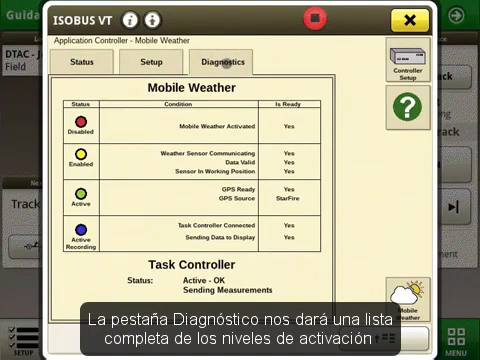 Guida
ISOBUS VT
Application Controller - Mobile Weather
Status
Setup
Diagnostics
Controller
Setup
DTAC - J
Field
ack
Mobile Weather
Status
Condition
Is Ready
Disabled
Mobile Weather Activated
Yes
Enabled
Weather Sensor Communicating
Yes
Data Valid
Yes
Sensor In Working Position
Yes
Active
GPS Ready
Yes
GPS Source
StarFire
Active
Recording
Task Controller Connected
Yes
Sending Data to Display
Yes
Track
Task Controller
Status:
Active - OK
Sending Measurements
Mobile
Weather
SETUP
MENU
La pestaña Diagnóstico nos dará una lista
completa de los niveles de activación